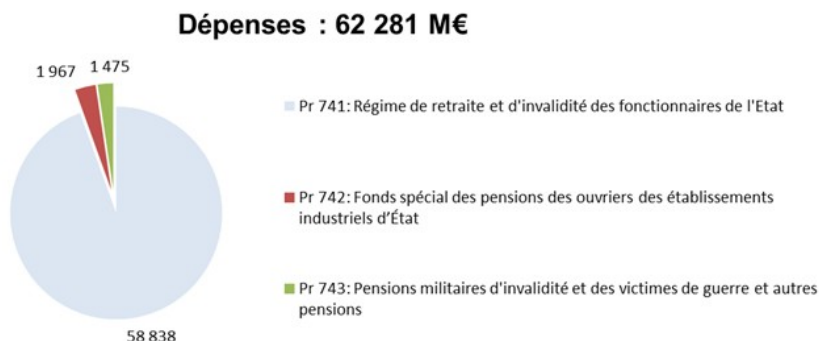 Dépenses : 62 281 M€
1 967
1 475
Pr 741: Régime de retraite et d'invalidité des fonctionnaires de l'Etat
Pr 742: Fonds spécial des pensions des ouvriers des établissements
industriels d’État
Pr 743: Pensions militaires d'invalidité et des victimes de guerre et autres
pensions
58 838